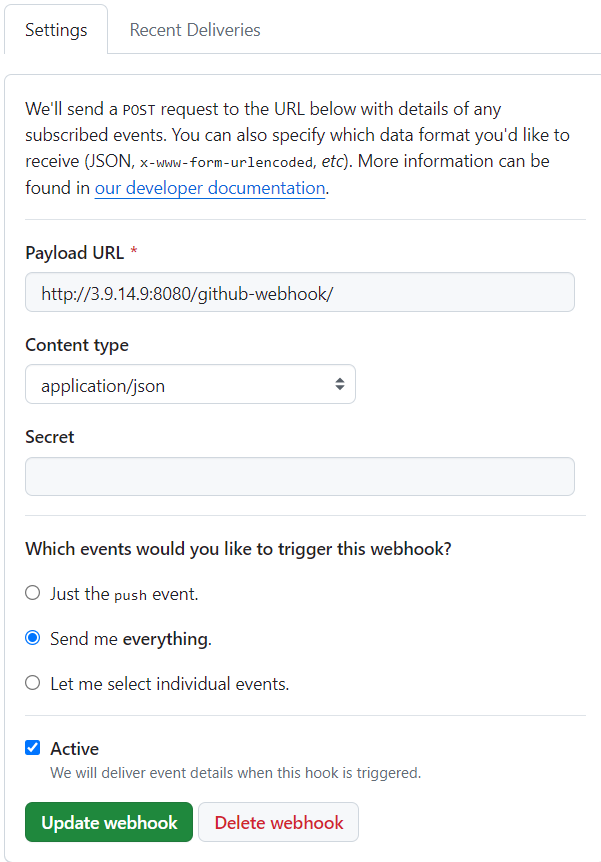 Settings
Recent Deliveries
We'll send a POST request to the URL below with details of any
subscribed events. You can also specify which data format you'd like to
receive (JSON, x-www-form-urlencoded, etc). More information can be
found in our developer documentation.
Payload URL *
http://3.9.14.9:8080/github-webhook/
Content type
application/json
Secret
Which events would you like to trigger this webhook?
Just the push event.
Send me everything.
Let me select individual events.
Active
We will deliver event details when this hook is triggered.
Update webhook
Delete webhook